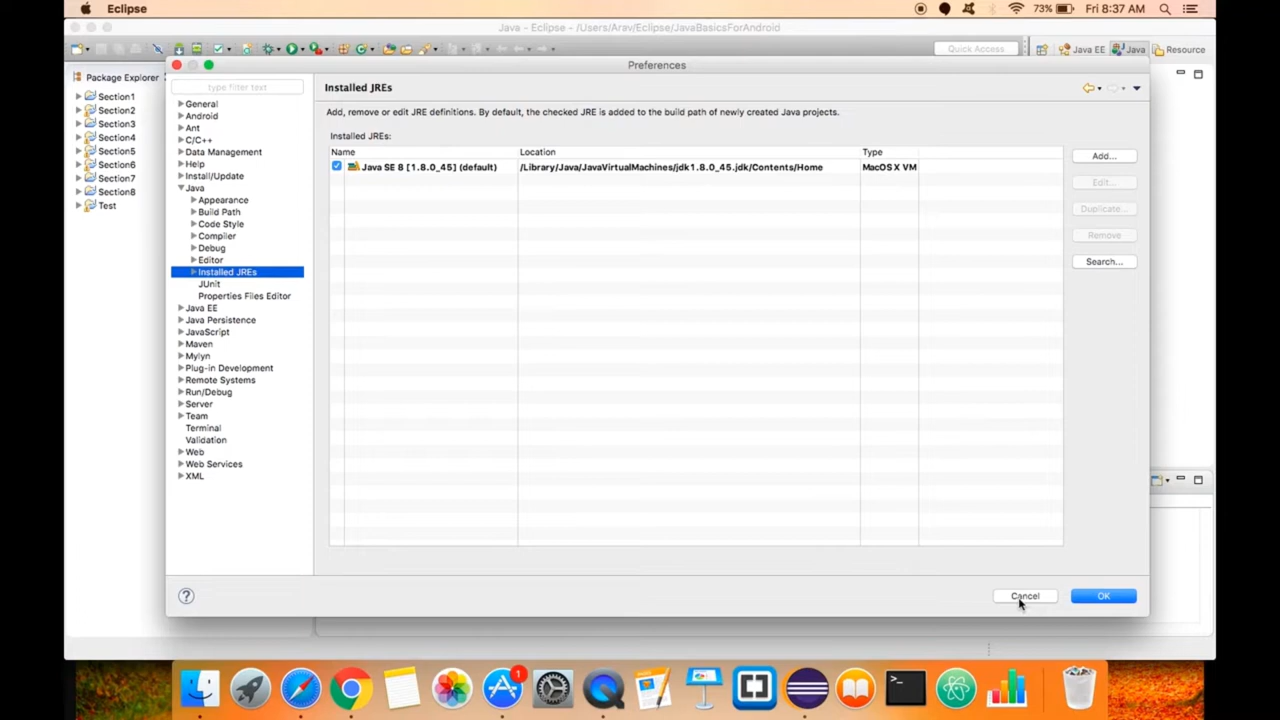 Eclipse
73%
Fri 8:37 AM
Java - Eclipse - /Users/Arav/Eclipse/JavaBasicsForAndroid
Quick Access
Java EE
Java
Resource
Package Explorer
Section1
Section2
Section3
Section4
Section5
Section6
Section7
Section8
Test
Preferences
type filter text
General
Android
Ant
C/C++
Data Management
Help
Install/Update
Java
Appearance
Build Path
Code Style
Compiler
Debug
Editor
Installed JREs
JUnit
Properties Files Editor
Java EE
Java Persistence
JavaScript
Maven
Mylyn
Plug-in Development
Remote Systems
Run/Debug
Server
Team
Terminal
Validation
Web
Web Services
XML
Installed JREs
Add, remove or edit JRE definitions. By default, the checked JRE is added to the build path of newly created Java projects.
Installed JREs:
Name Location Type
Java SE 8 [1.8.0_45] (default) /Library/Java/JavaVirtualMachines/jdk1.8.0_45.jdk/Contents/Home MacOS X VM
Add...
Edit...
Duplicate...
Remove
Search...
?
Cancel
OK
1
>_